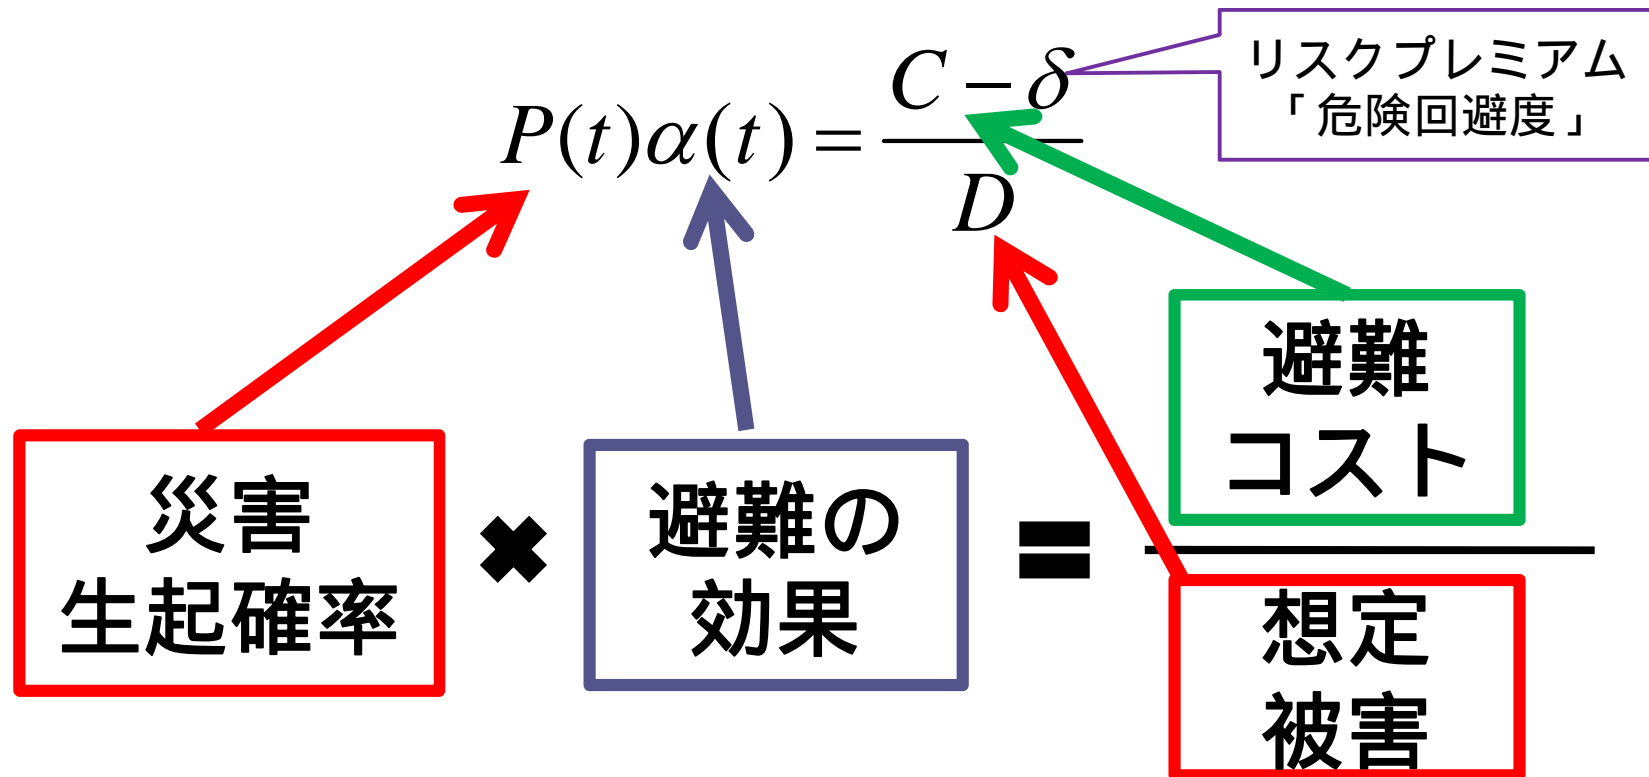 リスクプレミアム
「危険回避度」
P(t)α(t) = \frac{C - δ}{D}
災害
生起確率
×
避難の
効果
=
避難
コスト
想定
被害